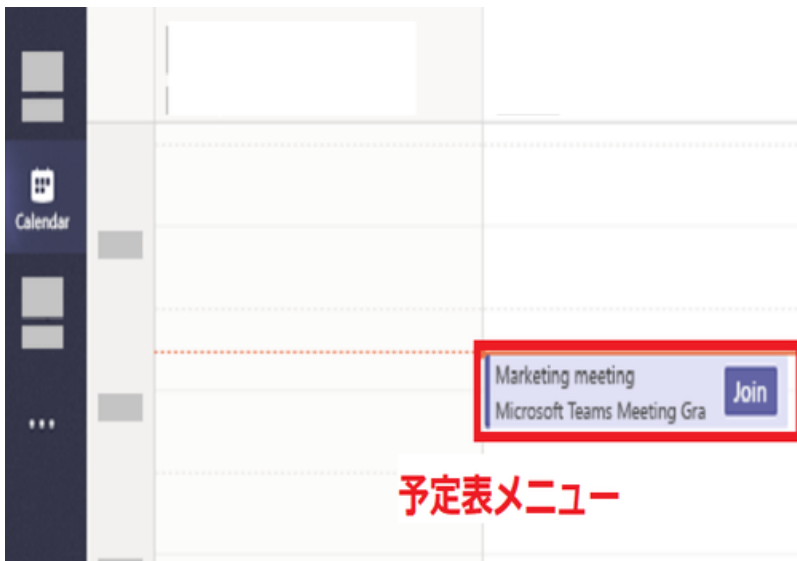 Calendar
Marketing meeting
Join
Microsoft Teams Meeting Gra
予定表メニュー